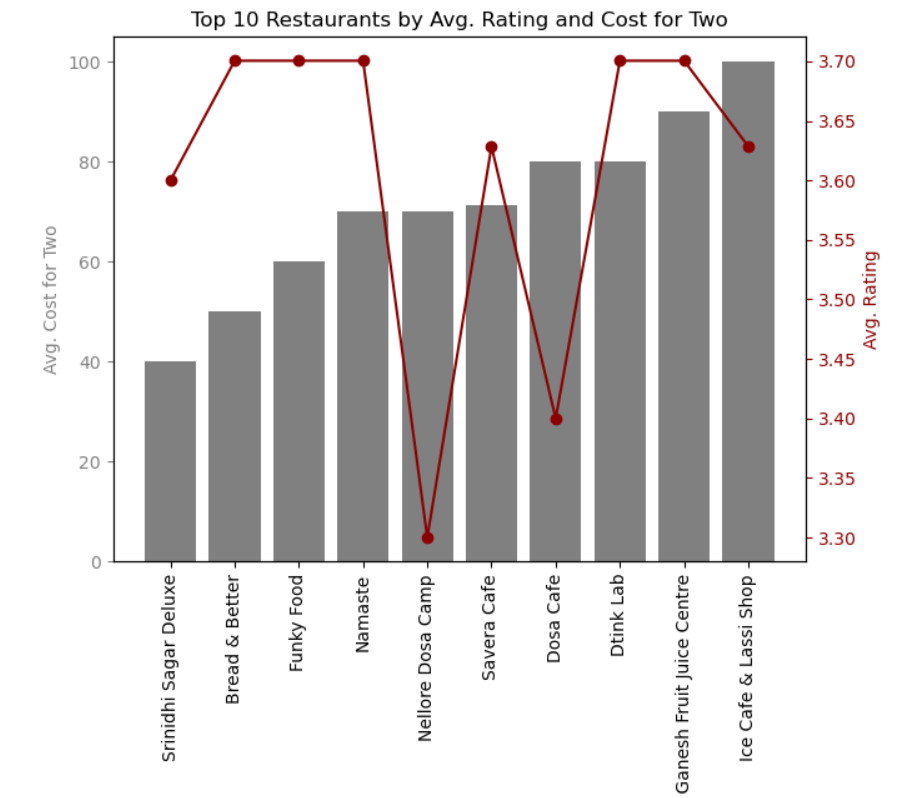 Top 10 Restaurants by Avg. Rating and Cost for Two
Avg. Cost for Two
100
80
60
40
20
0
3.70
3.65
3.60
3.55
3.50
3.45
3.40
3.35
3.30
Avg. Rating
Srinidhi Sagar Deluxe
Bread & Better
Funky Food
Namaste
Nellore Dosa Camp
Savera Cafe
Dosa Cafe
Dtink Lab
Ganesh Fruit Juice Centre
Ice Cafe & Lassi Shop